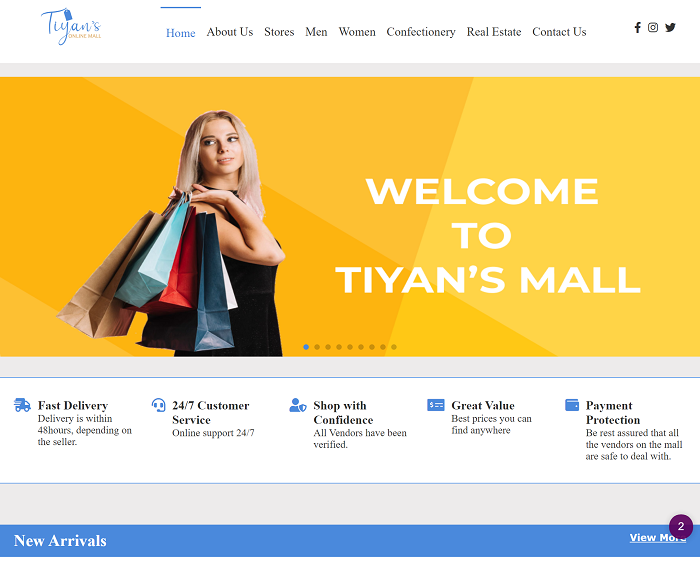 Tiyan's
ONLINE MALL
Home About Us Stores Men Women Confectionery Real Estate Contact Us
WELCOME
TO
TIYAN'S MALL
Fast Delivery
Delivery is within
48hours, depending on
the seller.
24/7 Customer
Service
Online support 24/7
Shop with
Confidence
All Vendors have been
verified.
Great Value
Best prices you can
find anywhere
Payment
Protection
Be rest assured that all
the vendors on the mall
are safe to deal with.
New Arrivals
View More
2